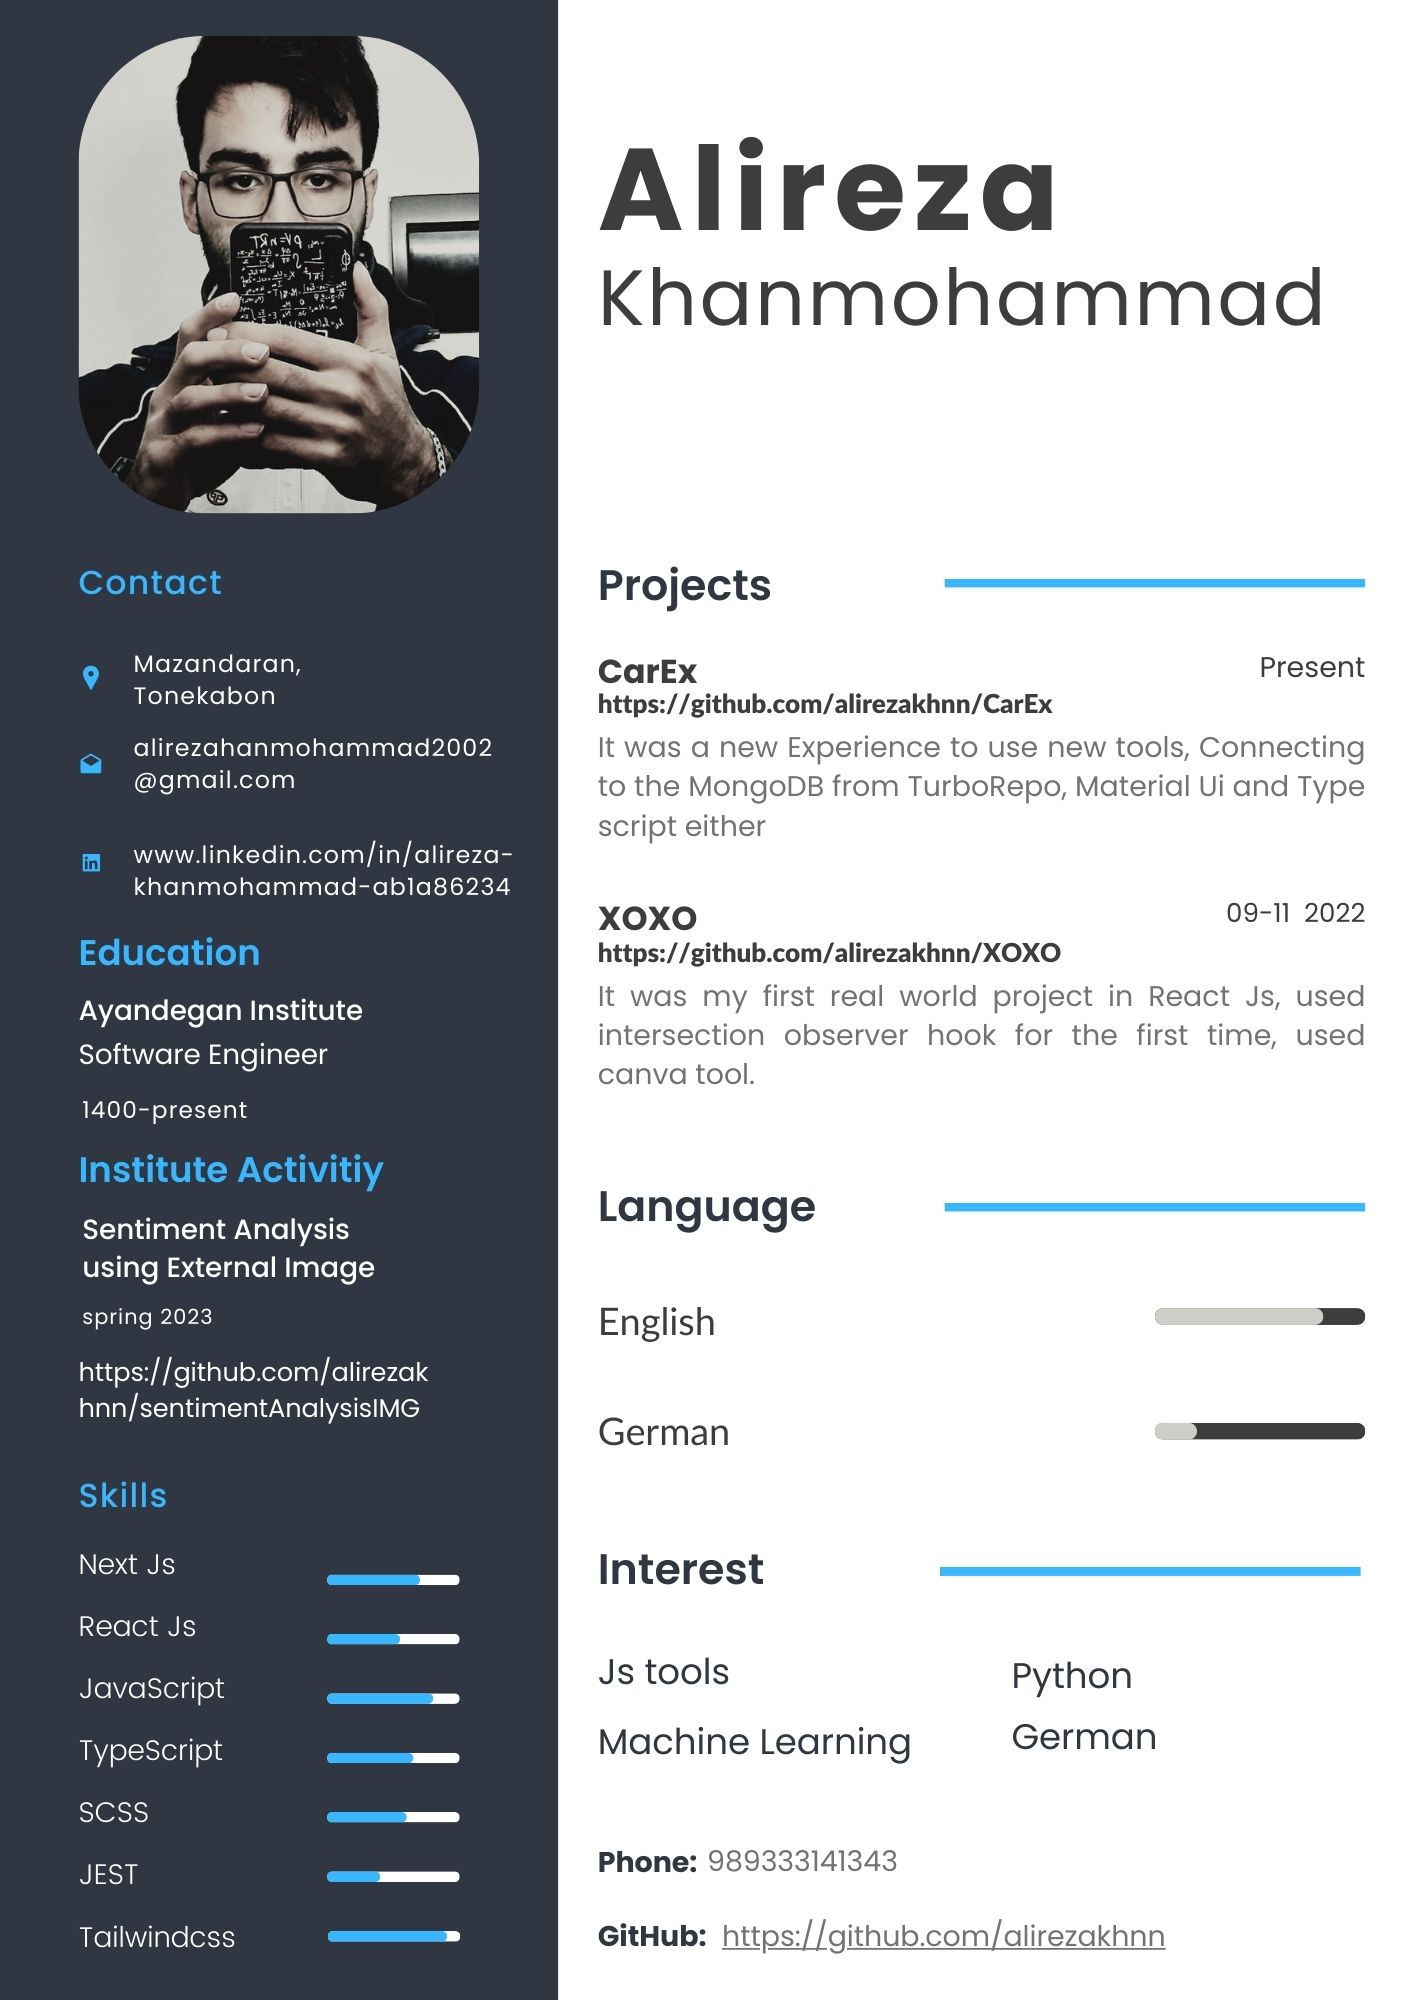 Alireza
Khanmohammad
Contact
Mazandaran,
Tonekabon
alirezahanmohammad2002
@gmail.com
www.linkedin.com/in/alireza-
khanmohammad-ab1a86234
Education
Ayandegan Institute
Software Engineer
1400-present
Institute Activitiy
Sentiment Analysis
using External Image
spring 2023
https://github.com/alirezak
hnn/sentimentAnalysisIMG
Skills
Next Js
React Js
JavaScript
TypeScript
SCSS
JEST
Tailwindcss
Projects
CarEx
Present
https://github.com/alirezakhnn/CarEx
It was a new Experience to use new tools, Connecting
to the MongoDB from TurboRepo, Material Ui and Type
script either
XOXO
09-11 2022
https://github.com/alirezakhnn/XOXO
It was my first real world project in React Js, used
intersection observer hook for the first time, used
canva tool.
Language
English
German
Interest
Js tools
Python
Machine Learning
German
Phone: 989333141343
GitHub: https://github.com/alirezakhnn